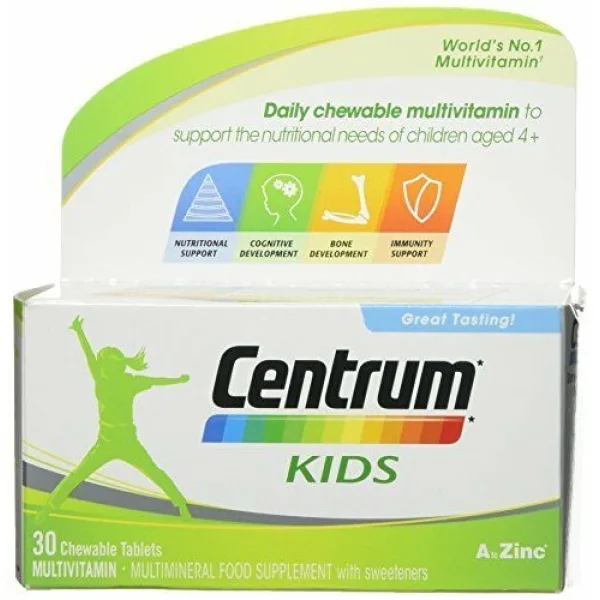 World's No.1
Multivitamin†
Daily chewable multivitamin to
support the nutritional needs of children aged 4+
NUTRITIONAL SUPPORT
COGNITIVE DEVELOPMENT
BONE DEVELOPMENT
IMMUNITY SUPPORT
Great Tasting!
Centrum*
KIDS
30 Chewable Tablets
A to Zinc*
MULTIVITAMIN · MULTIMINERAL FOOD SUPPLEMENT with sweeteners